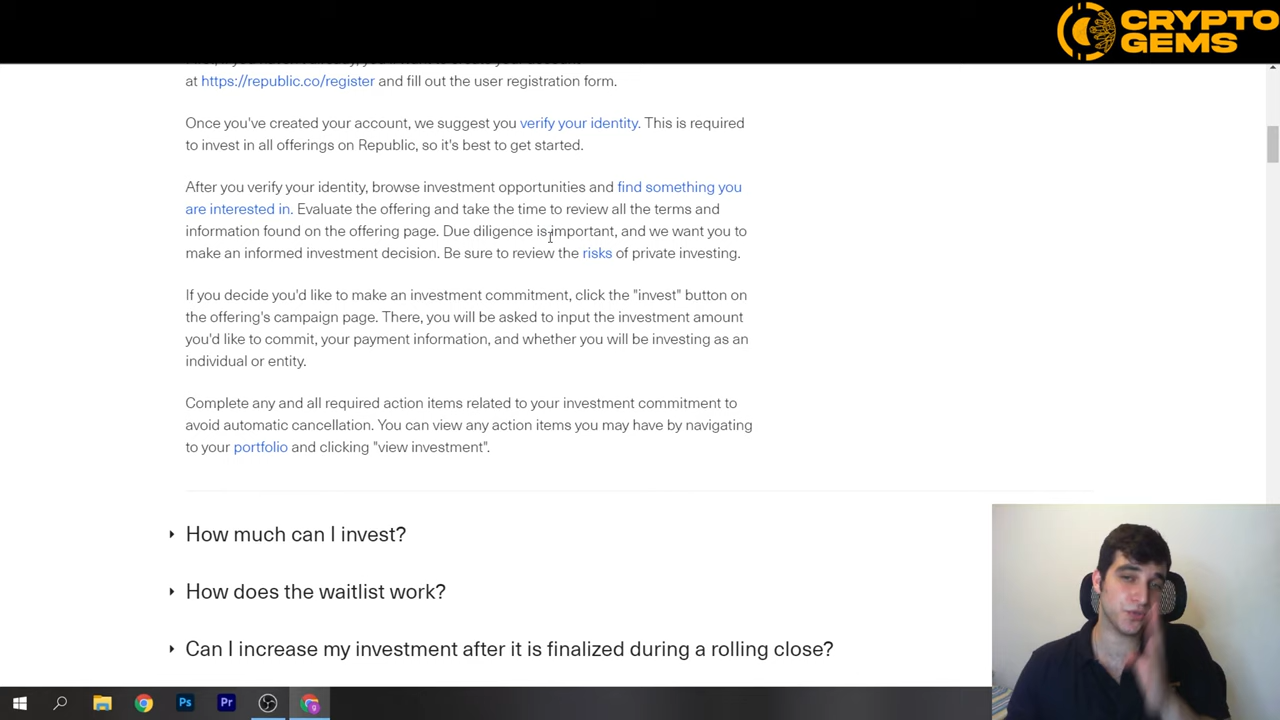 CRYPTO
GEMS
at https://republic.co/register and fill out the user registration form.
Once you've created your account, we suggest you verify your identity. This is required
to invest in all offerings on Republic, so it's best to get started.
After you verify your identity, browse investment opportunities and find something you
are interested in. Evaluate the offering and take the time to review all the terms and
information found on the offering page. Due diligence is important, and we want you to
make an informed investment decision. Be sure to review the risks of private investing.
If you decide you'd like to make an investment commitment, click the "invest" button on
the offering's campaign page. There, you will be asked to input the investment amount
you'd like to commit, your payment information, and whether you will be investing as an
individual or entity.
Complete any and all required action items related to your investment commitment to
avoid automatic cancellation. You can view any action items you may have by navigating
to your portfolio and clicking "view investment".
How much can I invest?
How does the waitlist work?
Can I increase my investment after it is finalized during a rolling close?
Ps
Pr